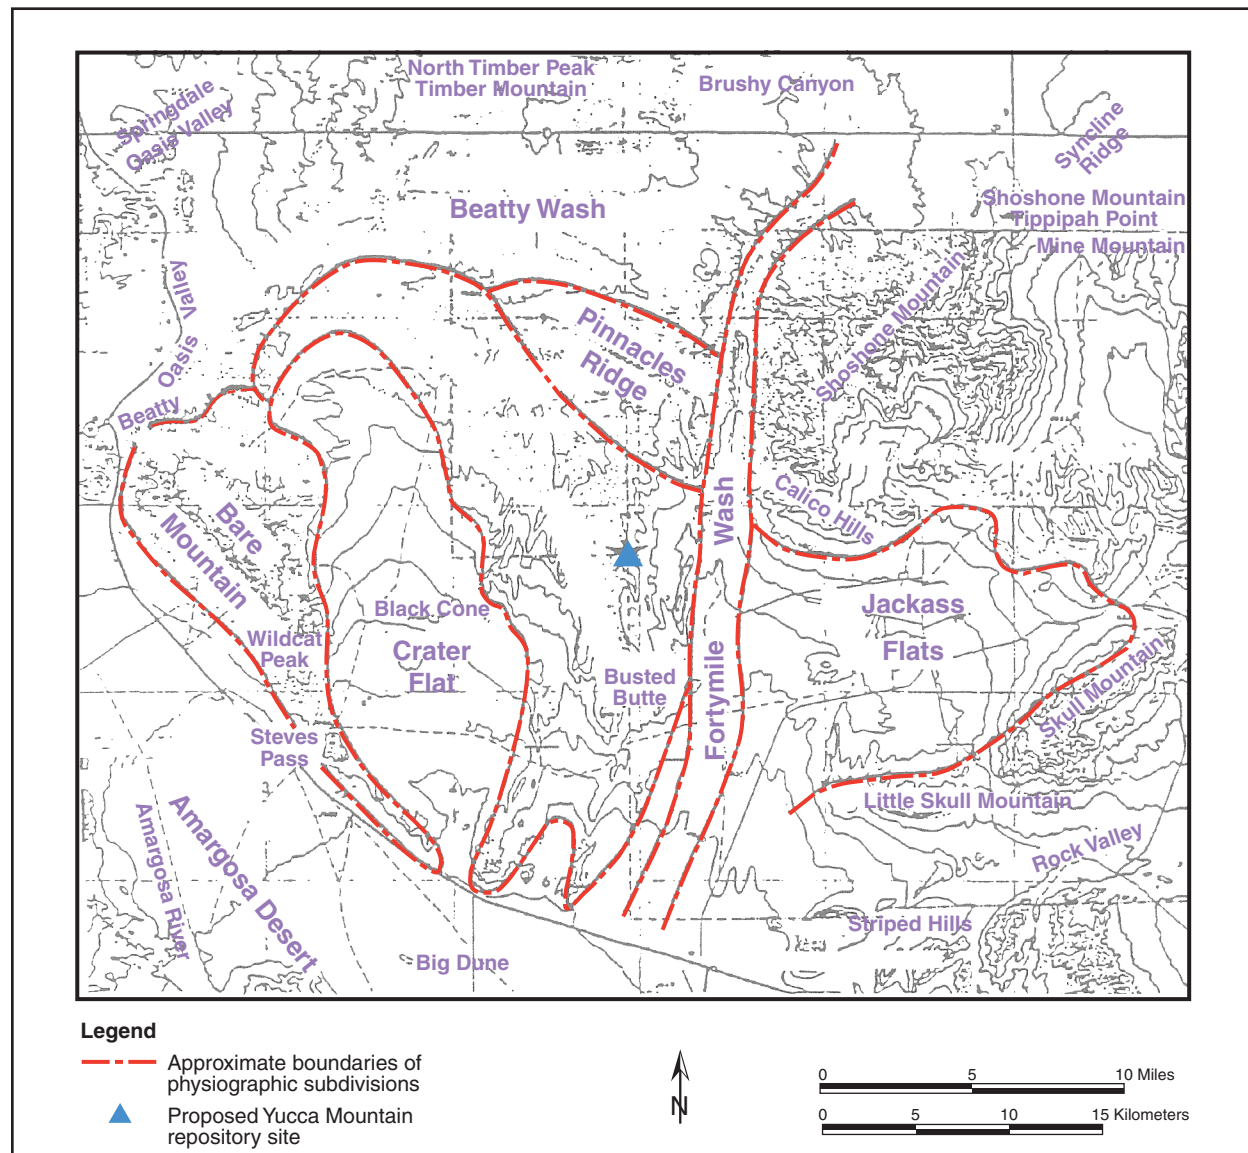 North Timber Peak
Timber Mountain
Brushy Canyon
Springdale
Oasis Valley
Syncline
Ridge
Shoshone Mountain
Tippipah Point
Mine Mountain
Beatty Wash
Oasis Valley
Beatty
Pinnacles
Ridge
Shoshone Mountain
Calico Hills
Bare
Mountain
Fortymile Wash
Black Cone
Crater
Flat
Jackass
Flats
Wildcat
Peak
Busted
Butte
Skull Mountain
Steves
Pass
Little Skull Mountain
Amargosa River
Amargosa Desert
Rock Valley
Striped Hills
Big Dune
Legend
Approximate boundaries of
physiographic subdivisions
Proposed Yucca Mountain
repository site
N
0 5 10 Miles
0 5 10 15 Kilometers